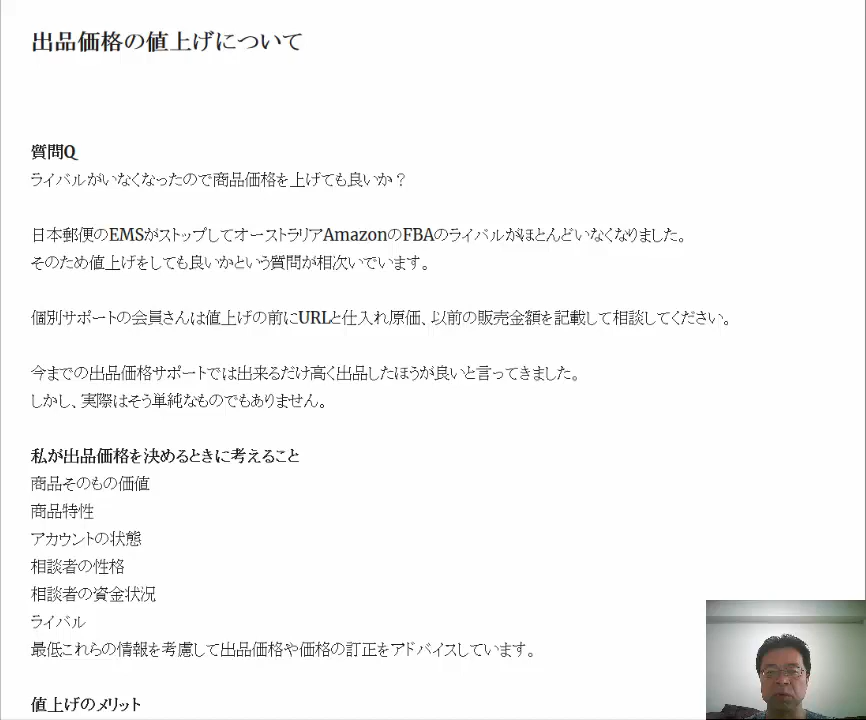 出品価格の値上げについて
質問Q
ライバルがいなくなったので商品価格を上げても良いか？
日本郵便のEMSがストップしてオーストラリアAmazonのFBAのライバルがほとんどいなくなりました。
そのため値上げをしても良いかという質問が相次いでいます。
個別サポートの会員さんは値上げの前にURLと仕入れ原価、以前の販売金額を記載して相談してください。
今までの出品価格サポートでは出来るだけ高く出品したほうが良いと言ってきました。
しかし、実際はそう単純なものでもありません。
私が出品価格を決めるときに考えること
商品そのもの価値
商品特性
アカウントの状態
相談者の性格
相談者の資金状況
ライバル
最低これらの情報を考慮して出品価格や価格の訂正をアドバイスしています。
値上げのメリット